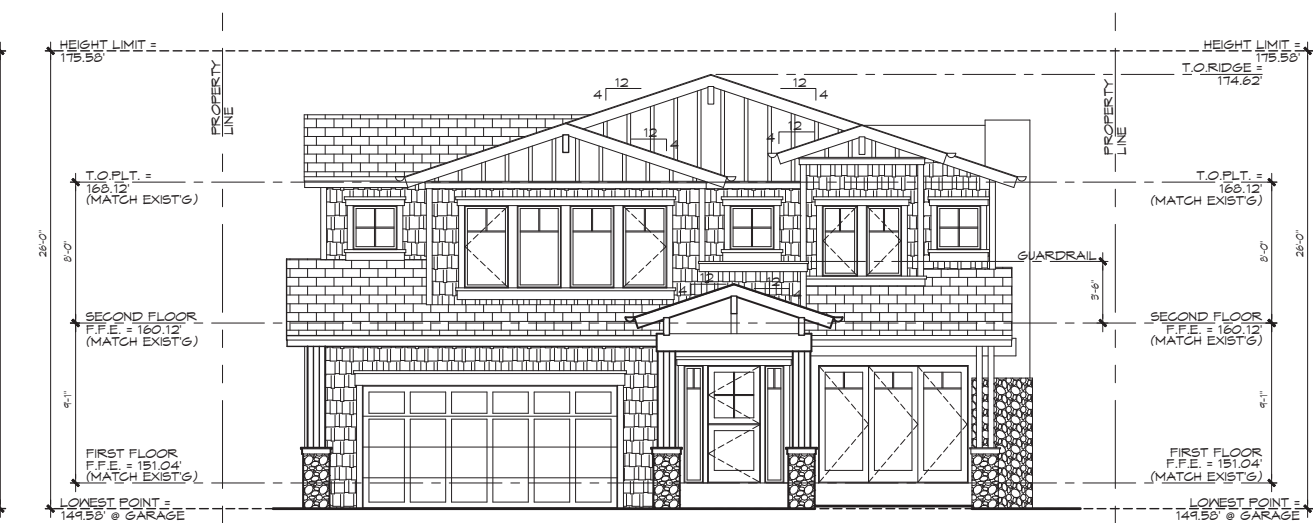 HEIGHT LIMIT =
175.58'
PROPERTY
LINE
12
4
12
4
12
4
12
4
PROPERTY
LINE
HEIGHT LIMIT =
175.58'
T.O.RIDGE =
174.62'
T.O.PLT. =
168.12'
(MATCH EXIST'G)
T.O.PLT. =
168.12'
(MATCH EXIST'G)
26'-0"
8'-0"
GUARDRAIL
3'-6"
8'-0"
26'-0"
12
4
12
4
SECOND FLOOR
F.F.E. = 160.12'
(MATCH EXIST'G)
SECOND FLOOR
F.F.E. = 160.12'
(MATCH EXIST'G)
9'-1"
9'-1"
FIRST FLOOR
F.F.E. = 151.04'
(MATCH EXIST'G)
FIRST FLOOR
F.F.E. = 151.04'
(MATCH EXIST'G)
LOWEST POINT =
149.58' @ GARAGE
LOWEST POINT =
149.58' @ GARAGE